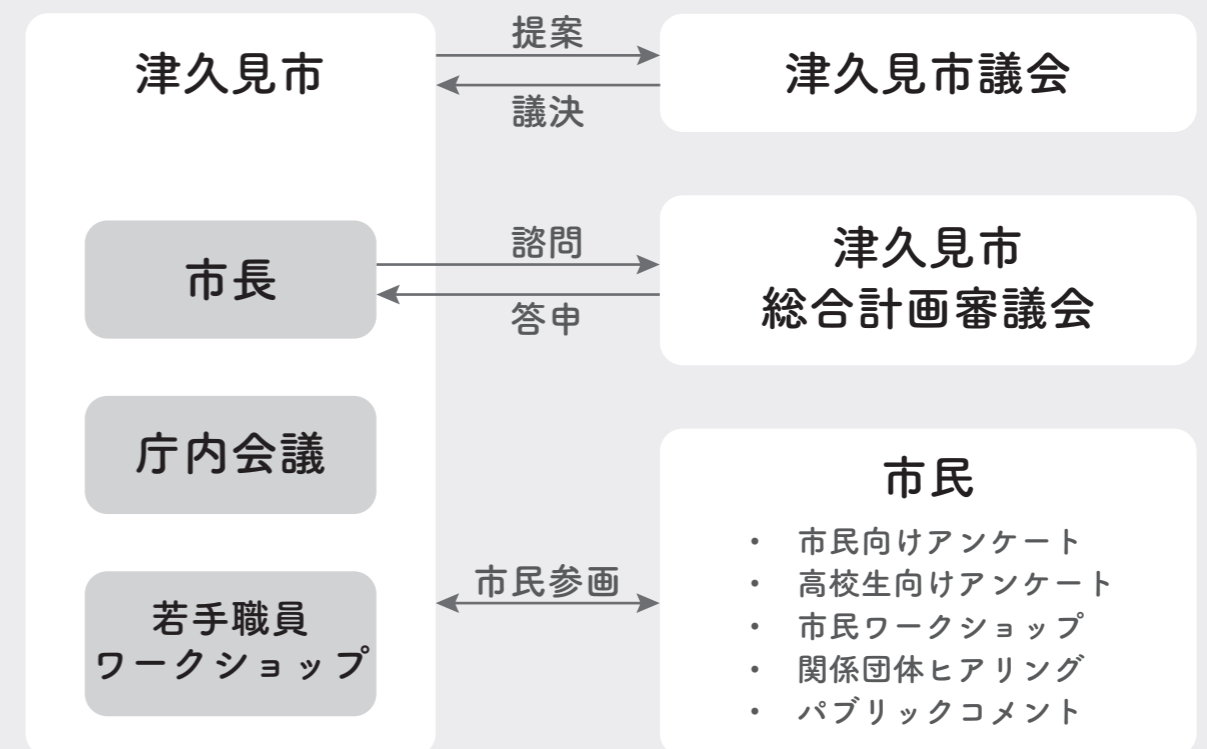 津久見市
市長
庁内会議
若手職員
ワークショップ
提案
議決
諮問
答申
市民参画
津久見市議会
津久見市
総合計画審議会
市民
・ 市民向けアンケート
・ 高校生向けアンケート
・ 市民ワークショップ
・ 関係団体ヒアリング
・ パブリックコメント